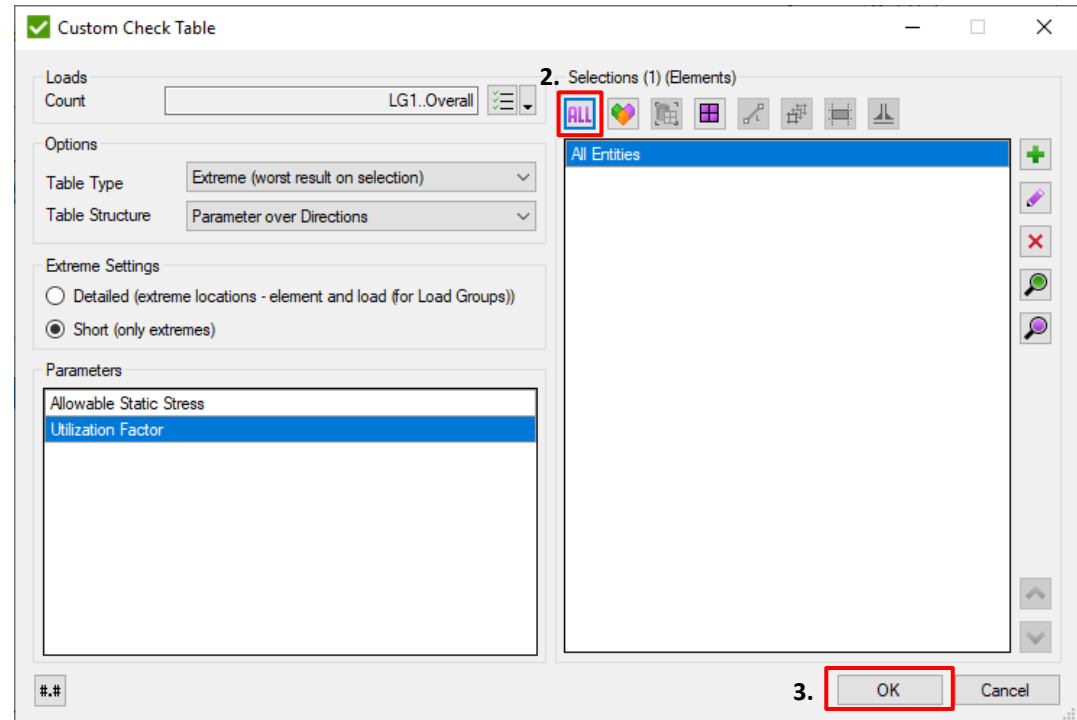 Custom Check Table
Loads
Count
LG1..Overall
Options
Table Type
Extreme (worst result on selection)
Table Structure
Parameter over Directions
Extreme Settings
Detailed (extreme locations - element and load (for Load Groups))
Short (only extremes)
Parameters
Allowable Static Stress
Utilization Factor
#.#
2.
Selections (1) (Elements)
ALL
All Entities
3.
OK
Cancel